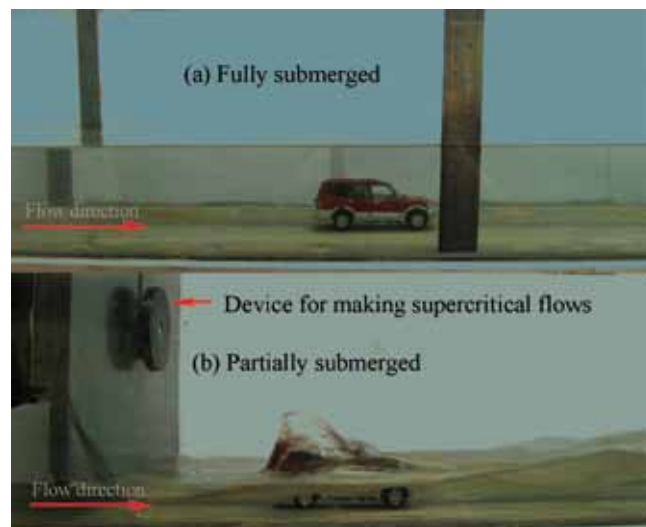 (a) Fully submerged
Flow direction
Device for making supercritical flows
(b) Partially submerged
Flow direction